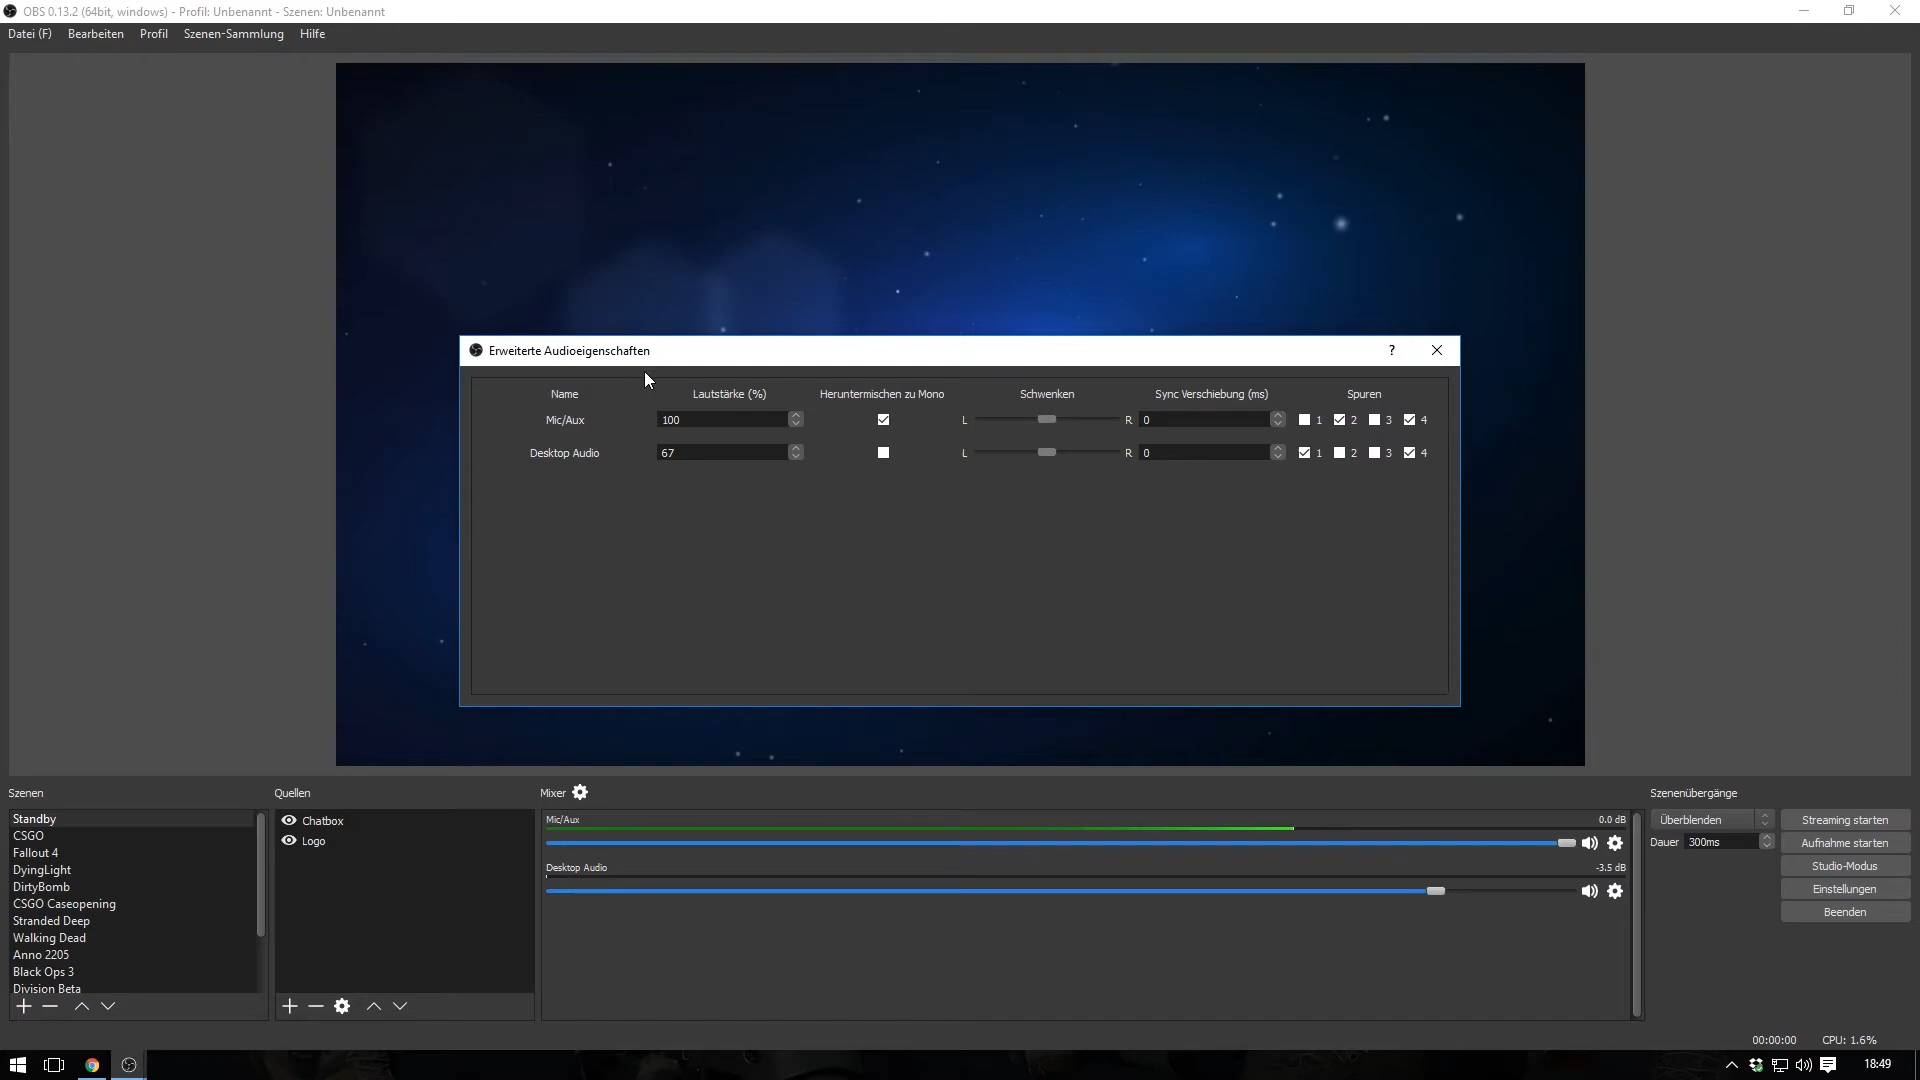 OBS 0.13.2 (64bit, windows) - Profil: Unbenannt - Szenen: Unbenannt
Datei (F) Bearbeiten Profil Szenen-Sammlung Hilfe
Erweiterte Audioeigenschaften ?
Name Lautstärke (%) Heruntermischen zu Mono Schwenken Sync Verschiebung (ms) Spuren
Mic/Aux 100 L R 0 1 2 3 4
Desktop Audio 67 L R 0 1 2 3 4
Szenen
Standby
CSGO
Fallout 4
DyingLight
DirtyBomb
CSGO Caseopening
Stranded Deep
Walking Dead
Anno 2205
Black Ops 3
Division Beta
Quellen
Chatbox
Logo
Mixer
Mic/Aux 0.0 dB
Desktop Audio -3.5 dB
Szenenübergänge
Überblenden
Dauer 300ms
Streaming starten
Aufnahme starten
Studio-Modus
Einstellungen
Beenden
00:00:00 CPU: 1.6%
18:49